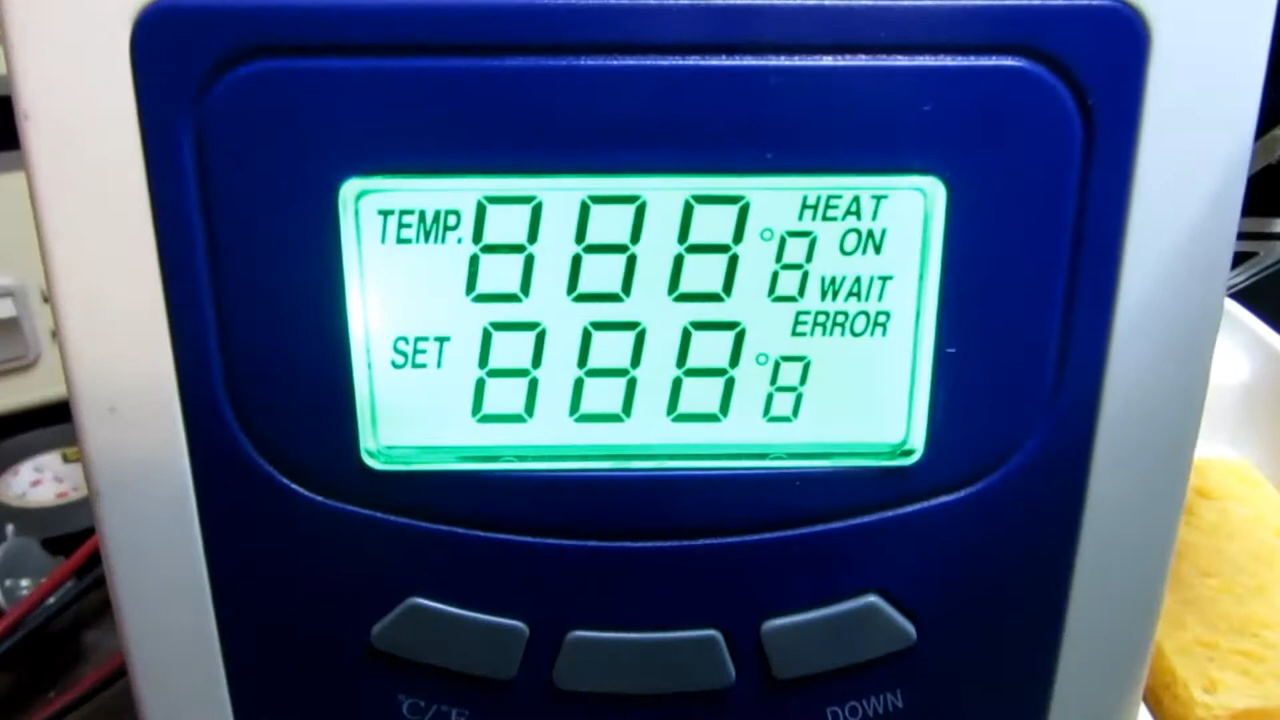 TEMP. 888°8 HEAT
ON
WAIT
ERROR
SET 888°8
°C/°F DOWN